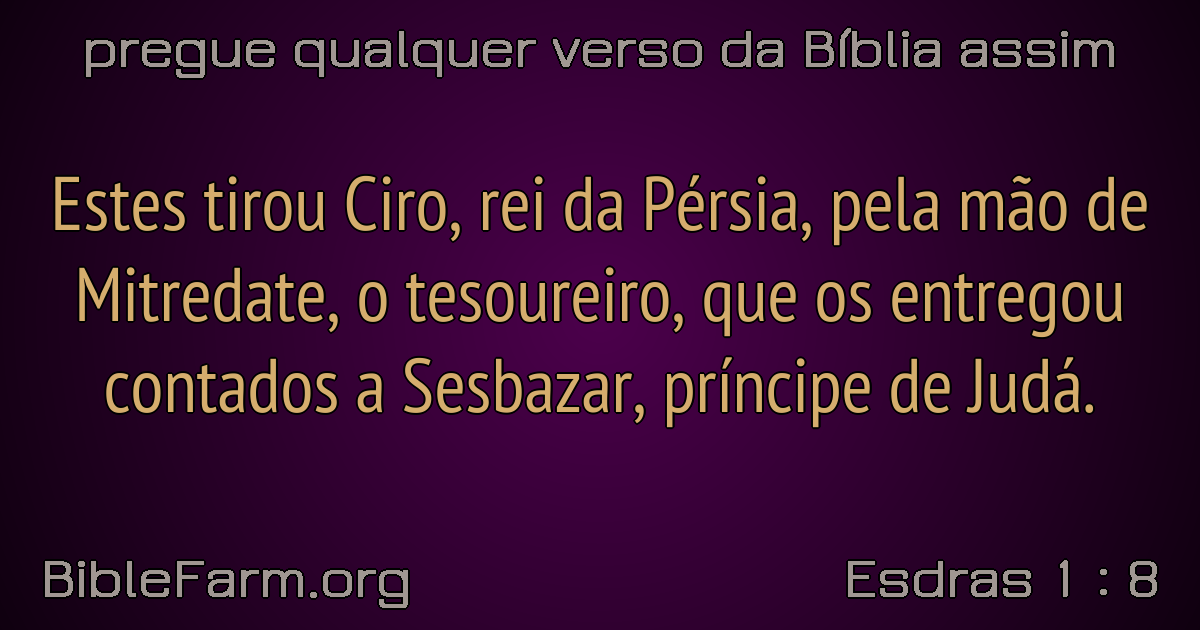 pregue qualquer verso da Bíblia assim
Estes tirou Ciro, rei da Pérsia, pela mão de
Mitredate, o tesoureiro, que os entregou
contados a Sesbazar, príncipe de Judá.
BibleFarm.org
Esdras 1 : 8